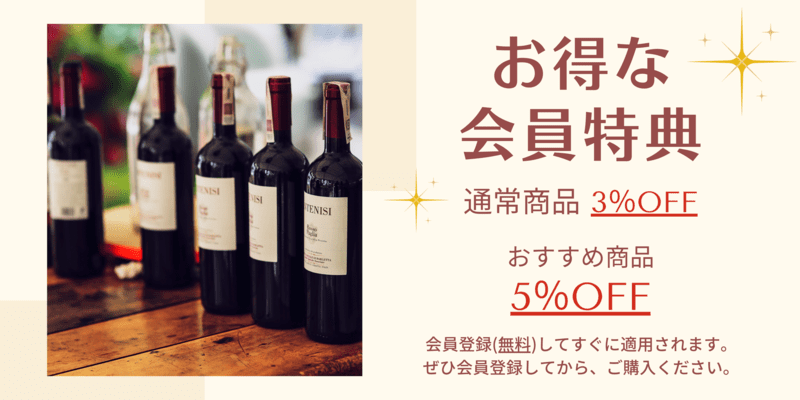 お得な
会員特典
通常商品 3%OFF
おすすめ商品
5%OFF
会員登録(無料)してすぐに適用されます。
ぜひ会員登録してから、ご購入ください。
TENISI